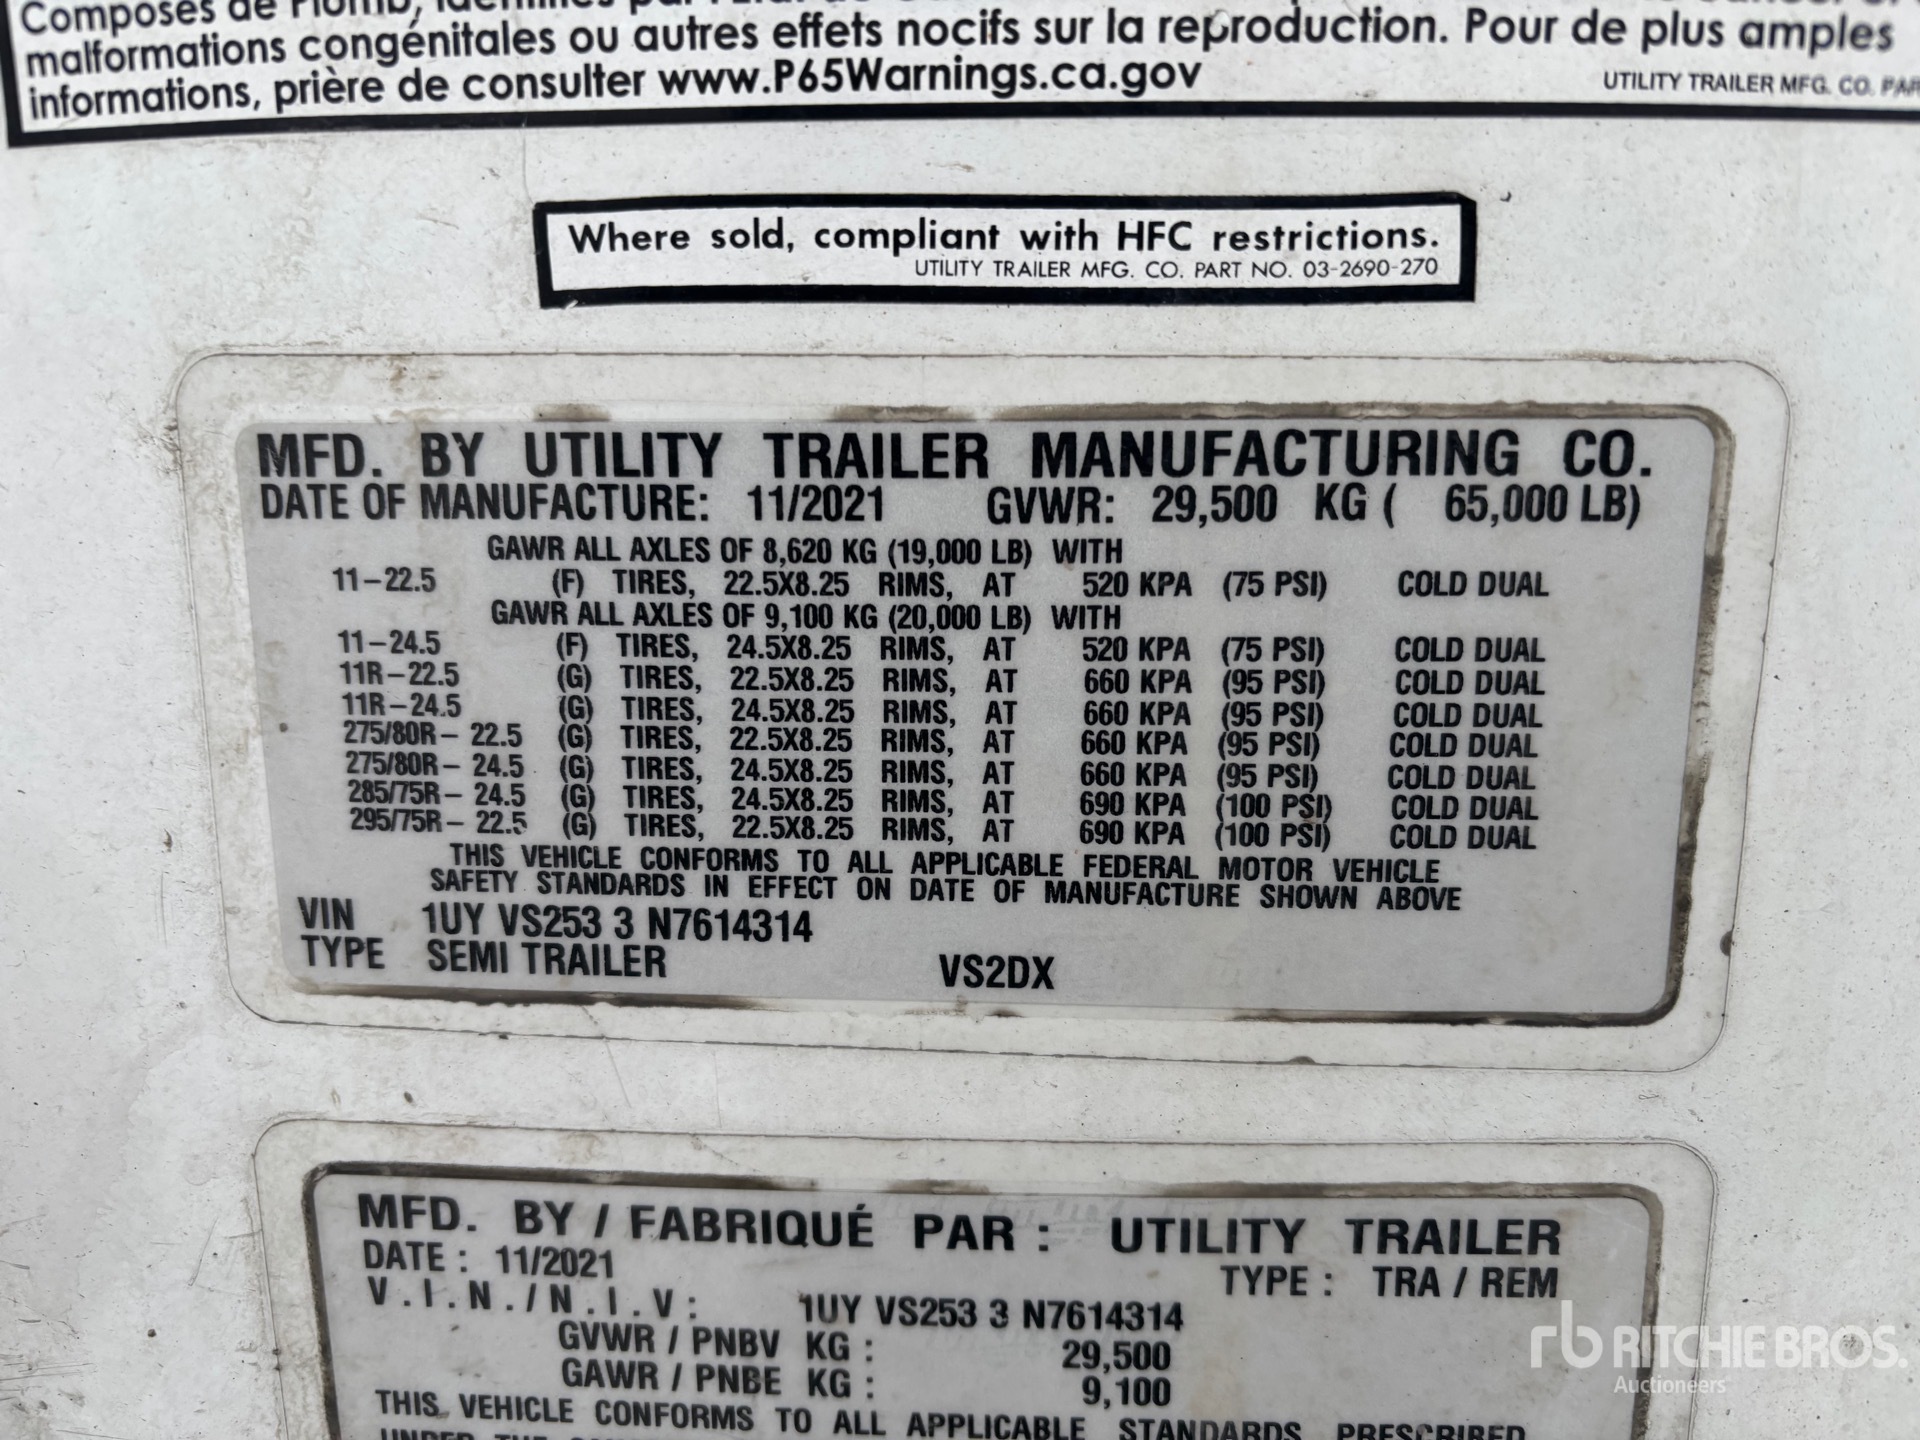 Composés de Plomb,
malformations congénitales ou autres effets nocifs sur la reproduction. Pour de plus amples
informations, prière de consulter www.P65Warnings.ca.gov
UTILITY TRAILER MFG. CO. PAR
Where sold, compliant with HFC restrictions.
UTILITY TRAILER MFG. CO. PART NO. 03-2690-270
MFD. BY UTILITY TRAILER MANUFACTURING CO.
DATE OF MANUFACTURE: 11/2021 GVWR: 29,500 KG ( 65,000 LB)
GAWR ALL AXLES OF 8,620 KG (19,000 LB) WITH
11-22.5 (F) TIRES, 22.5X8.25 RIMS, AT 520 KPA (75 PSI) COLD DUAL
GAWR ALL AXLES OF 9,100 KG (20,000 LB) WITH
11-24.5 (F) TIRES, 24.5X8.25 RIMS, AT 520 KPA (75 PSI) COLD DUAL
11R-22.5 (G) TIRES, 22.5X8.25 RIMS, AT 660 KPA (95 PSI) COLD DUAL
11R-24.5 (G) TIRES, 24.5X8.25 RIMS, AT 660 KPA (95 PSI) COLD DUAL
275/80R- 22.5 (G) TIRES, 22.5X8.25 RIMS, AT 660 KPA (95 PSI) COLD DUAL
275/80R- 24.5 (G) TIRES, 24.5X8.25 RIMS, AT 660 KPA (95 PSI) COLD DUAL
285/75R- 24.5 (G) TIRES, 24.5X8.25 RIMS, AT 690 KPA (100 PSI) COLD DUAL
295/75R- 22.5 (G) TIRES, 22.5X8.25 RIMS, AT 690 KPA (100 PSI) COLD DUAL
THIS VEHICLE CONFORMS TO ALL APPLICABLE FEDERAL MOTOR VEHICLE
SAFETY STANDARDS IN EFFECT ON DATE OF MANUFACTURE SHOWN ABOVE
VIN 1UY VS253 3 N7614314
TYPE SEMI TRAILER VS2DX
MFD. BY / FABRIQUÉ PAR : UTILITY TRAILER
DATE : 11/2021 TYPE : TRA / REM
V.I.N./N.I.V: 1UY VS253 3 N7614314
GVWR / PNBV KG : 29,500
GAWR / PNBE KG : 9,100
THIS VEHICLE CONFORMS TO ALL APPLICABLE STANDARDS PRESCRIBED
rb RITCHIE BROS.
Auctioneers